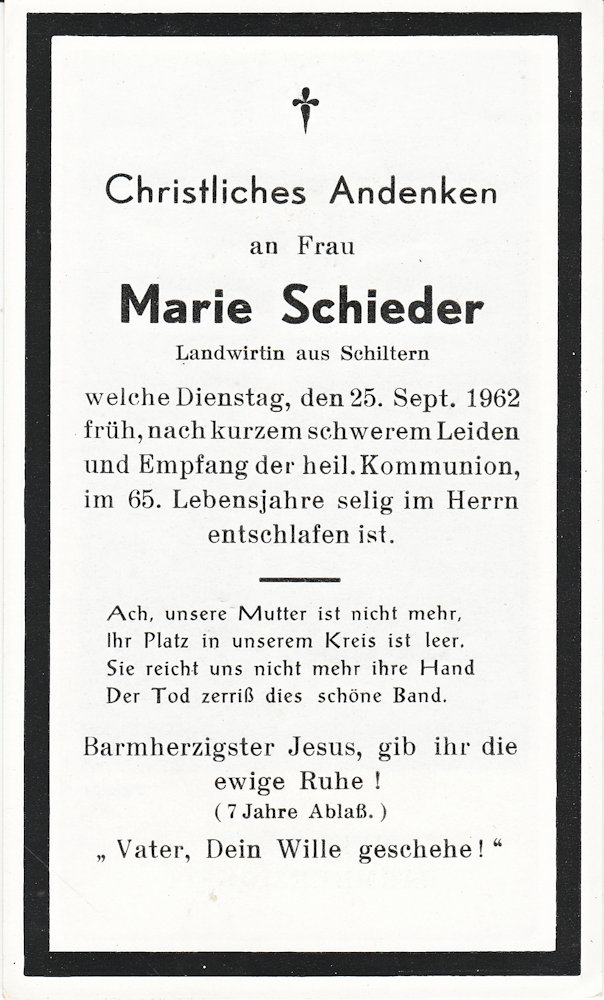 Christliches Andenken
an Frau
Marie Schieder
Landwirtin aus Schiltern
welche Dienstag, den 25. Sept. 1962
früh, nach kurzem schwerem Leiden
und Empfang der heil. Kommunion,
im 65. Lebensjahre selig im Herrn
entschlafen ist.
Ach, unsere Mutter ist nicht mehr,
Ihr Platz in unserem Kreis ist leer.
Sie reicht uns nicht mehr ihre Hand
Der Tod zerriß dies schöne Band.
Barmherzigster Jesus, gib ihr die
ewige Ruhe !
( 7 Jahre Ablaß. )
„ Vater, Dein Wille geschehe! “